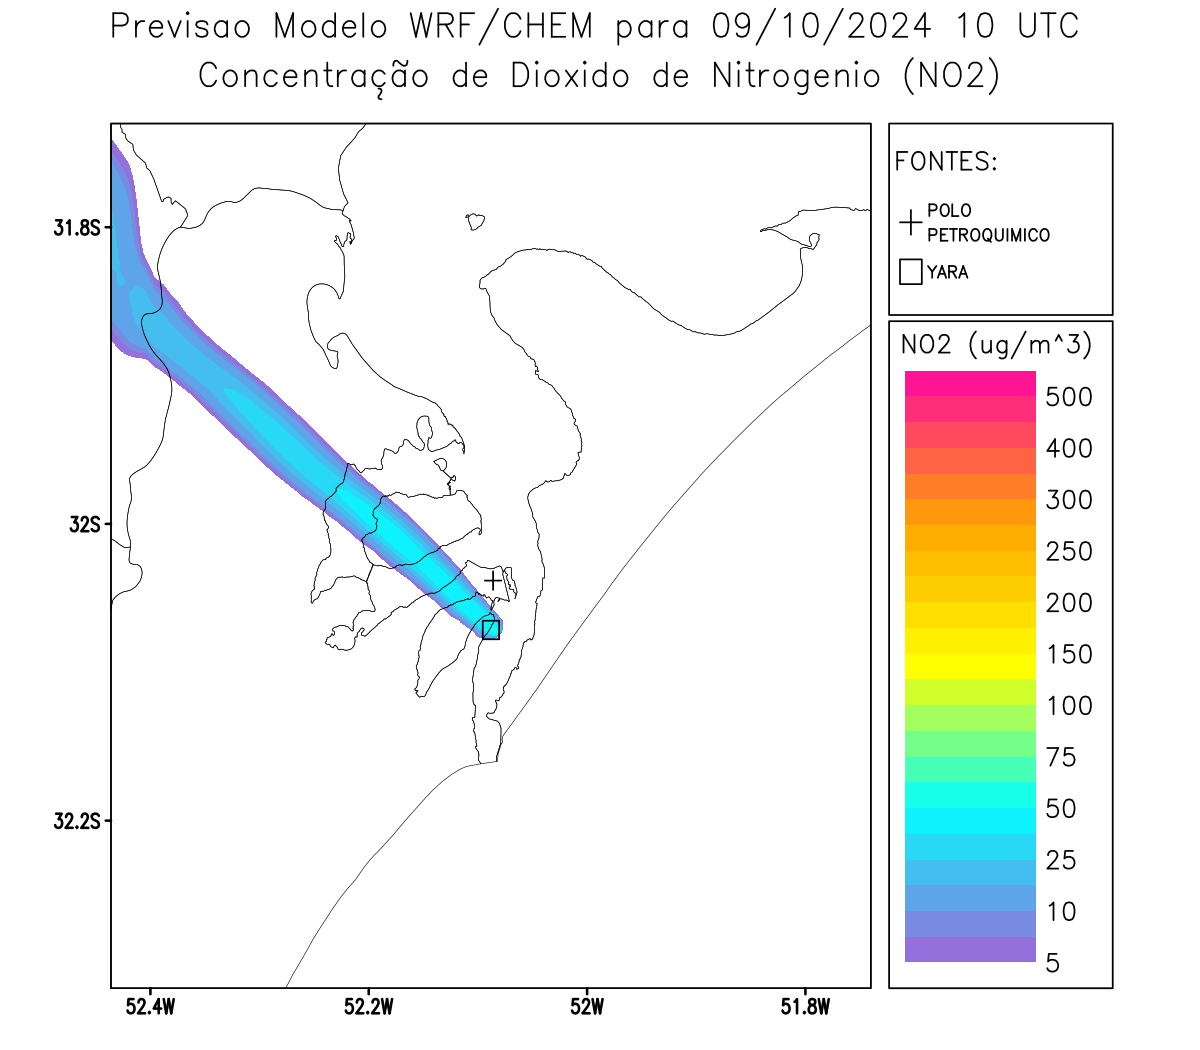 Previsao Modelo WRF/CHEM para 09/10/2024 10 UTC
Concentração de Dioxido de Nitrogenio (NO2)
FONTES:
POLO
PETROQUIMICO
YARA
NO2 (ug/m^3)
500
400
300
250
200
150
100
75
50
25
10
5
31.8S
32S
32.2S
52.4W
52.2W
52W
51.8W